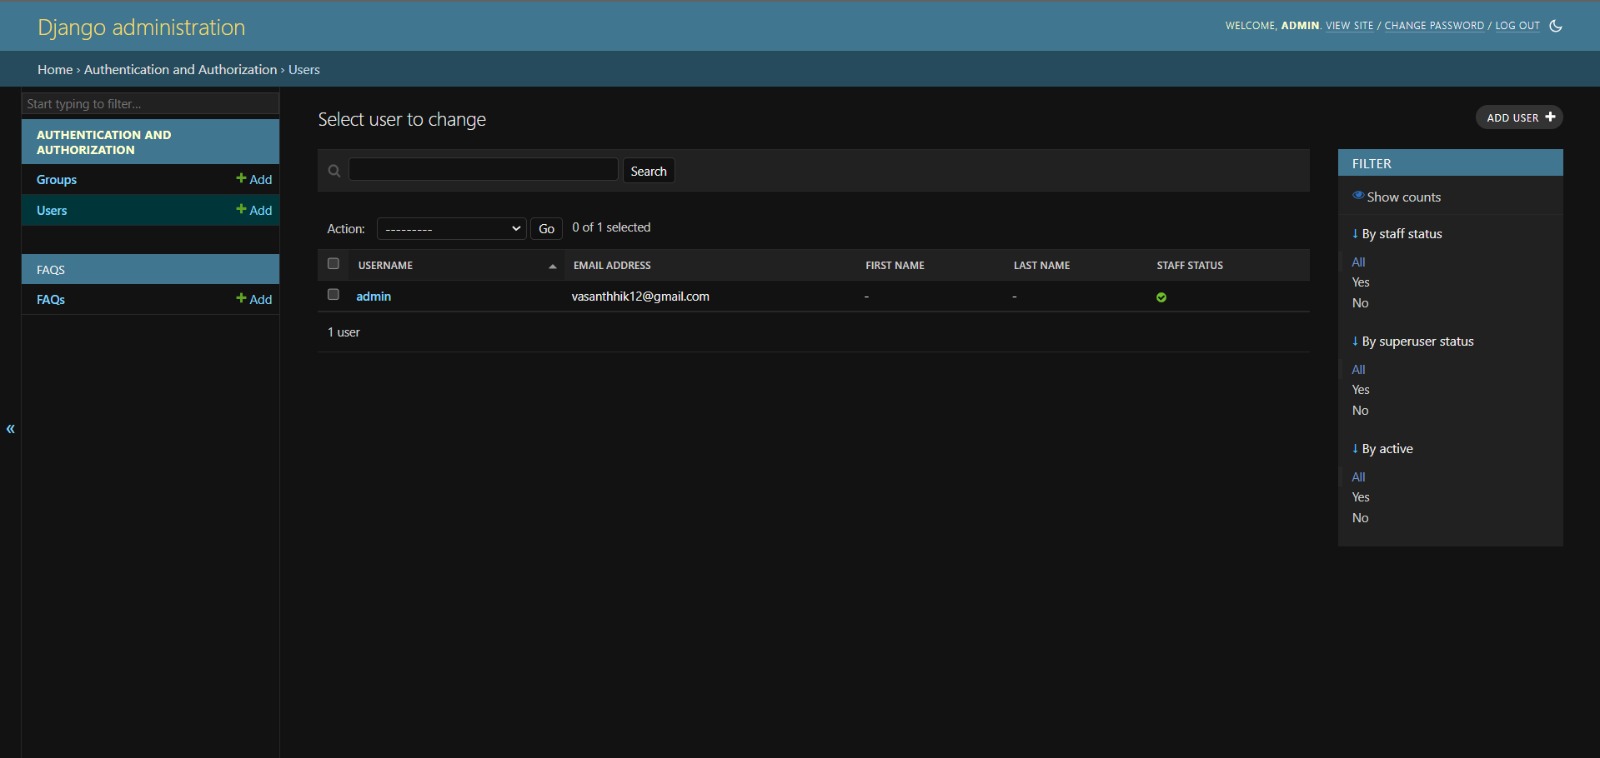 Django administration
WELCOME, ADMIN. VIEW SITE / CHANGE PASSWORD / LOG OUT
Home › Authentication and Authorization › Users
Start typing to filter...
AUTHENTICATION AND
AUTHORIZATION
Groups + Add
Users + Add
FAQS
FAQs + Add
«
Select user to change
ADD USER +
Search
Action: --------- Go 0 of 1 selected
USERNAME EMAIL ADDRESS FIRST NAME LAST NAME STAFF STATUS
admin vasanthhik12@gmail.com - -
1 user
FILTER
Show counts
↓ By staff status
All
Yes
No
↓ By superuser status
All
Yes
No
↓ By active
All
Yes
No